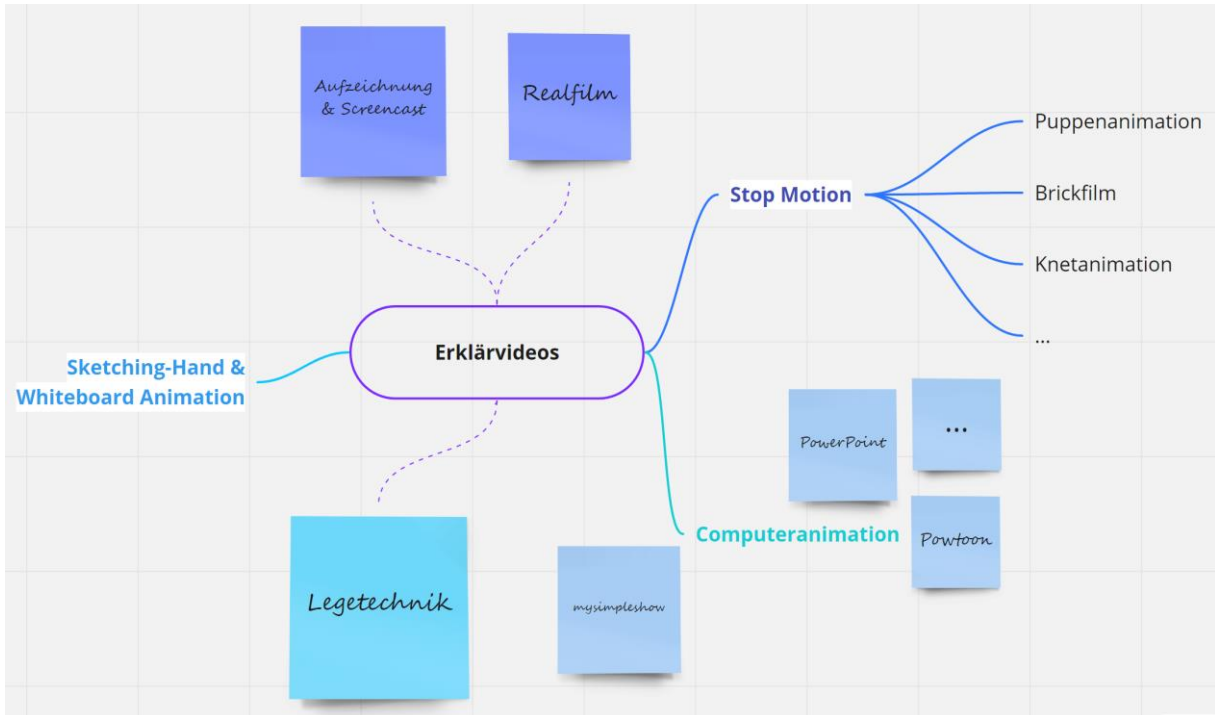 Aufzeichnung
& Screencast
Realfilm
Puppenanimation
Stop Motion
Brickfilm
Knetanimation
...
Erklärvideos
Sketching-Hand &
Whiteboard Animation
PowerPoint
...
Computeranimation
Powtoon
Legetechnik
mysimpleshow